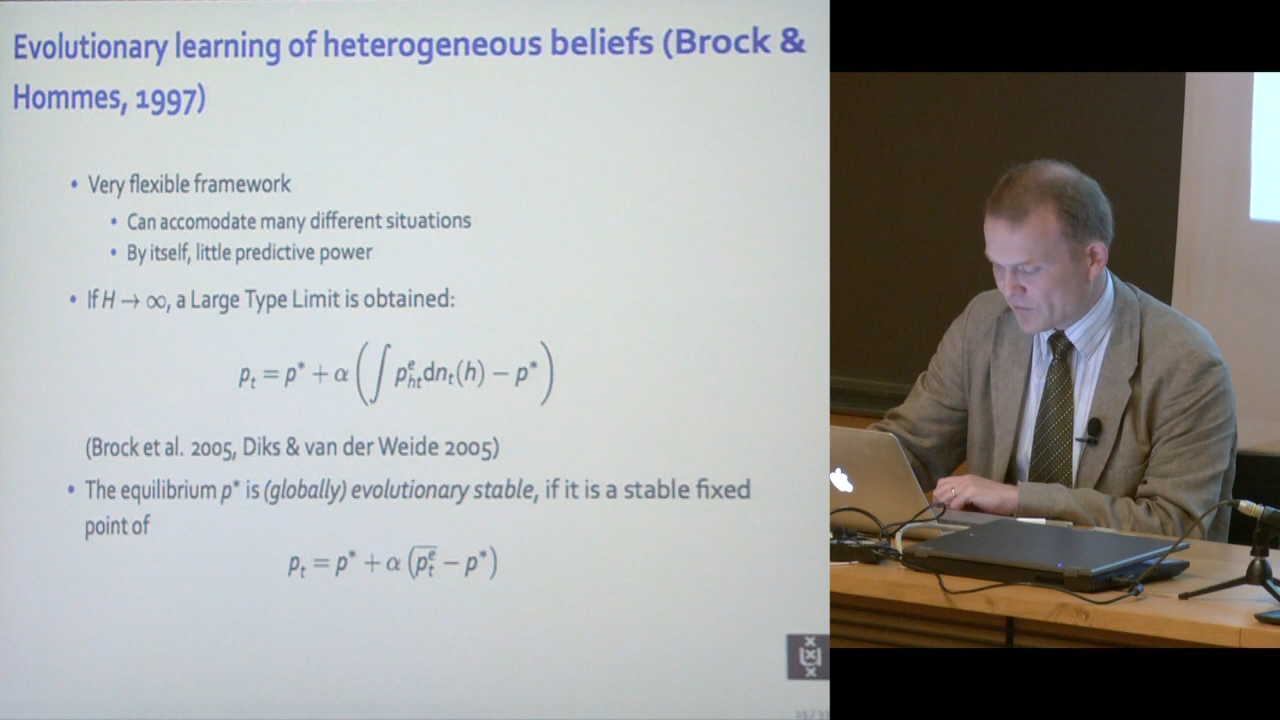 Evolutionary learning of heterogeneous beliefs (Brock &
Hommes, 1997)
• Very flexible framework
• Can accomodate many different situations
• By itself, little predictive power
• If H → ∞, a Large Type Limit is obtained:
p_t = p* + α (∫ p^e_{ht} dn_t(h) − p*)
(Brock et al. 2005, Diks & van der Weide 2005)
• The equilibrium p* is (globally) evolutionary stable, if it is a stable fixed
point of
p_t = p* + α (\overline{p^e_t} − p*)